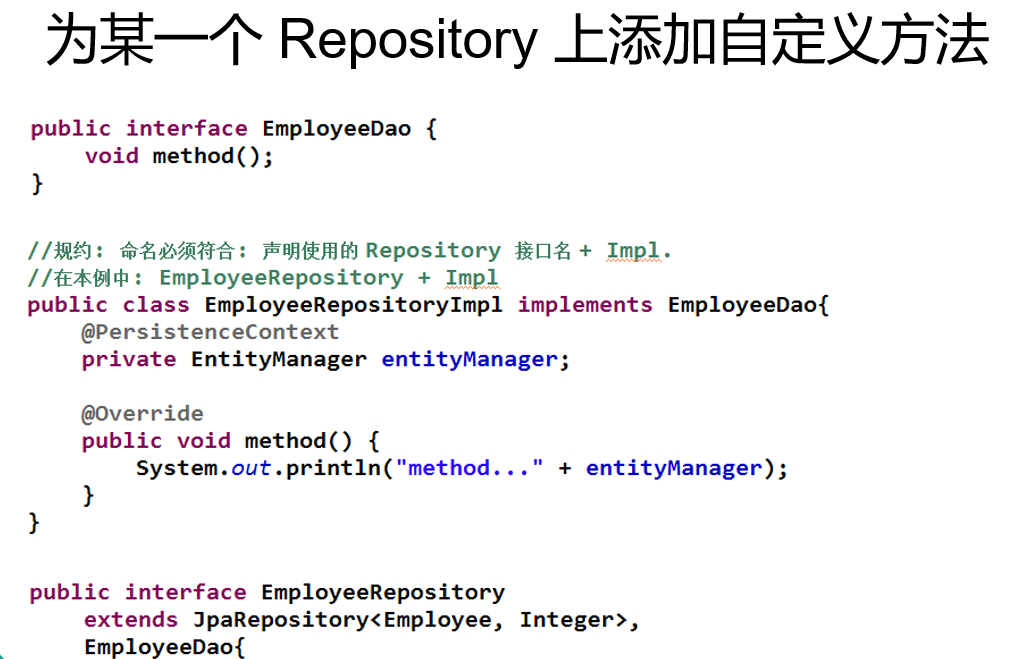 为某一个 Repository 上添加自定义方法
public interface EmployeeDao {
void method();
}
//规约: 命名必须符合: 声明使用的 Repository 接口名 + Impl.
//在本例中: EmployeeRepository + Impl
public class EmployeeRepositoryImpl implements EmployeeDao{
@PersistenceContext
private EntityManager entityManager;
@Override
public void method() {
System.out.println("method..." + entityManager);
}
}
public interface EmployeeRepository
extends JpaRepository<Employee, Integer>,
EmployeeDao{